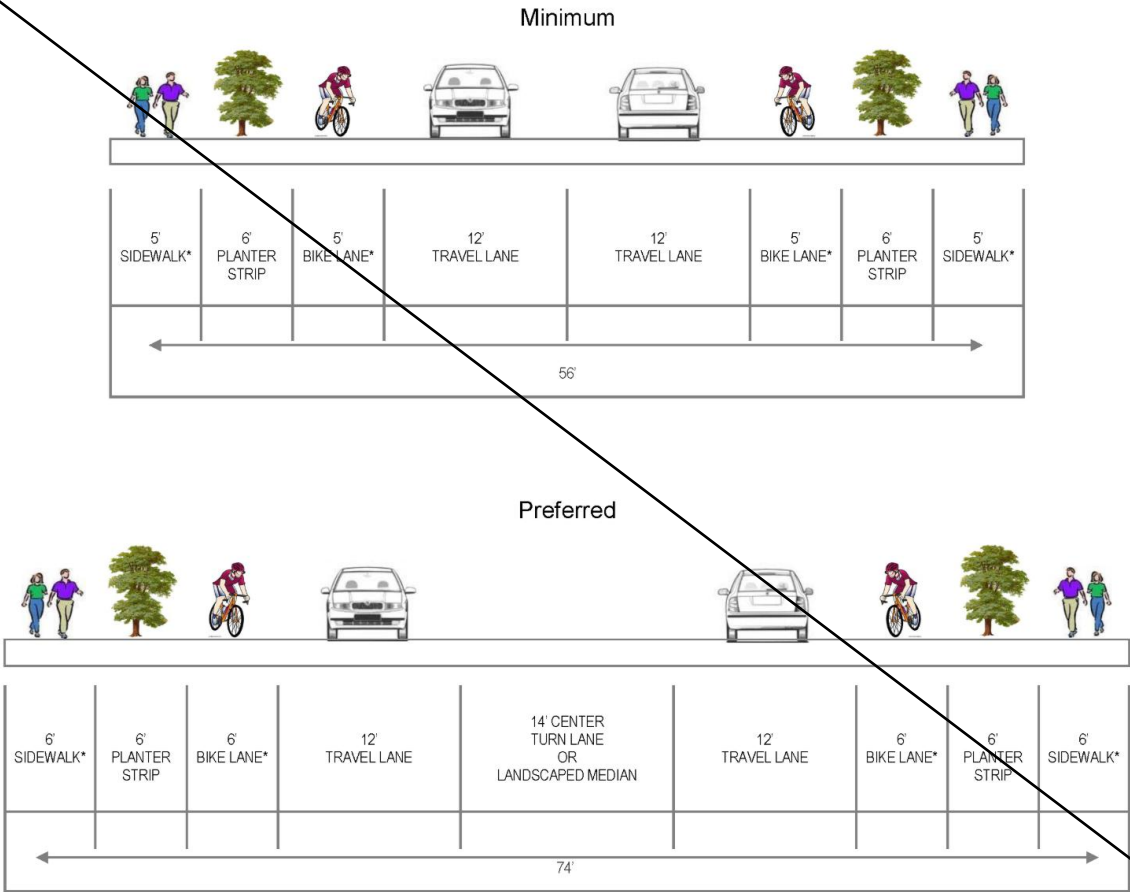 Minimum
5'
SIDEWALK*
6'
PLANTER
STRIP
5'
BIKE LANE*
12'
TRAVEL LANE
12'
TRAVEL LANE
5'
BIKE LANE*
6'
PLANTER
STRIP
5'
SIDEWALK*
56'
Preferred
6'
SIDEWALK*
6'
PLANTER
STRIP
6'
BIKE LANE*
12'
TRAVEL LANE
14' CENTER
TURN LANE
OR
LANDSCAPED MEDIAN
12'
TRAVEL LANE
6'
BIKE LANE*
6'
PLANTER
STRIP
6'
SIDEWALK*
74'